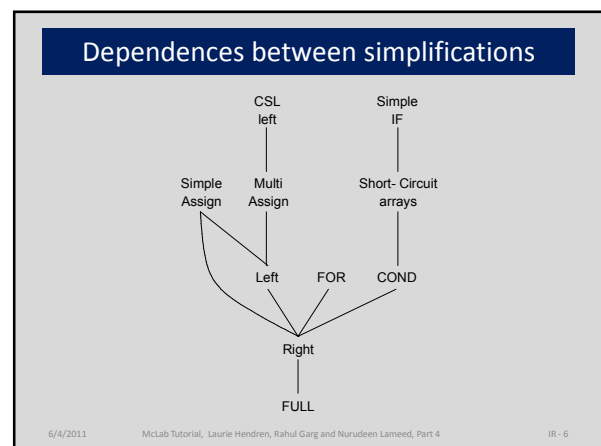 Dependences between simplifications
CSL
left
Simple
IF
Simple
Assign
Multi
Assign
Short- Circuit
arrays
Left
FOR
COND
Right
FULL
6/4/2011
McLab Tutorial, Laurie Hendren, Rahul Garg and Nurudeen Lameed, Part 4
IR - 6